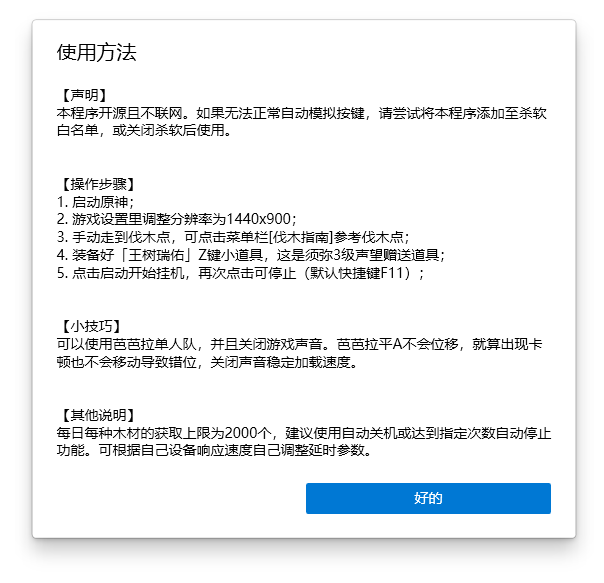 使用方法
【声明】
本程序开源且不联网。如果无法正常自动模拟按键，请尝试将本程序添加至杀软
白名单，或关闭杀软后使用。
【操作步骤】
1. 启动原神；
2. 游戏设置里调整分辨率为1440x900；
3. 手动走到伐木点，可点击菜单栏[伐木指南]参考伐木点；
4. 装备好「王树瑞佑」Z键小道具，这是须弥3级声望赠送道具；
5. 点击启动开始挂机，再次点击可停止（默认快捷键F11）；
【小技巧】
可以使用芭芭拉单人队，并且关闭游戏声音。芭芭拉平A不会位移，就算出现卡
顿也不会移动导致错位，关闭声音稳定加载速度。
【其他说明】
每日每种木材的获取上限为2000个，建议使用自动关机或达到指定次数自动停止
功能。可根据自己设备响应速度自己调整延时参数。
好的